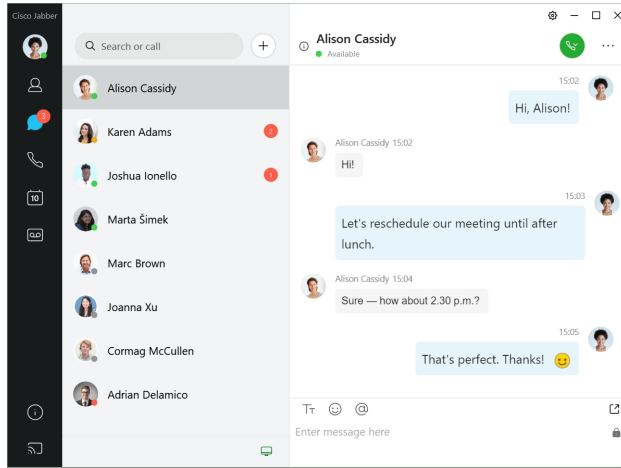 Cisco Jabber
3
10
Search or call
Alison Cassidy
Karen Adams
2
Joshua Ionello
1
Marta Šimek
Marc Brown
Joanna Xu
Cormag McCullen
Adrian Delamico
Alison Cassidy
Available
15:02
Hi, Alison!
Alison Cassidy 15:02
Hi!
15:03
Let's reschedule our meeting until after
lunch.
Alison Cassidy 15:04
Sure — how about 2.30 p.m.?
15:05
That's perfect. Thanks!
Enter message here